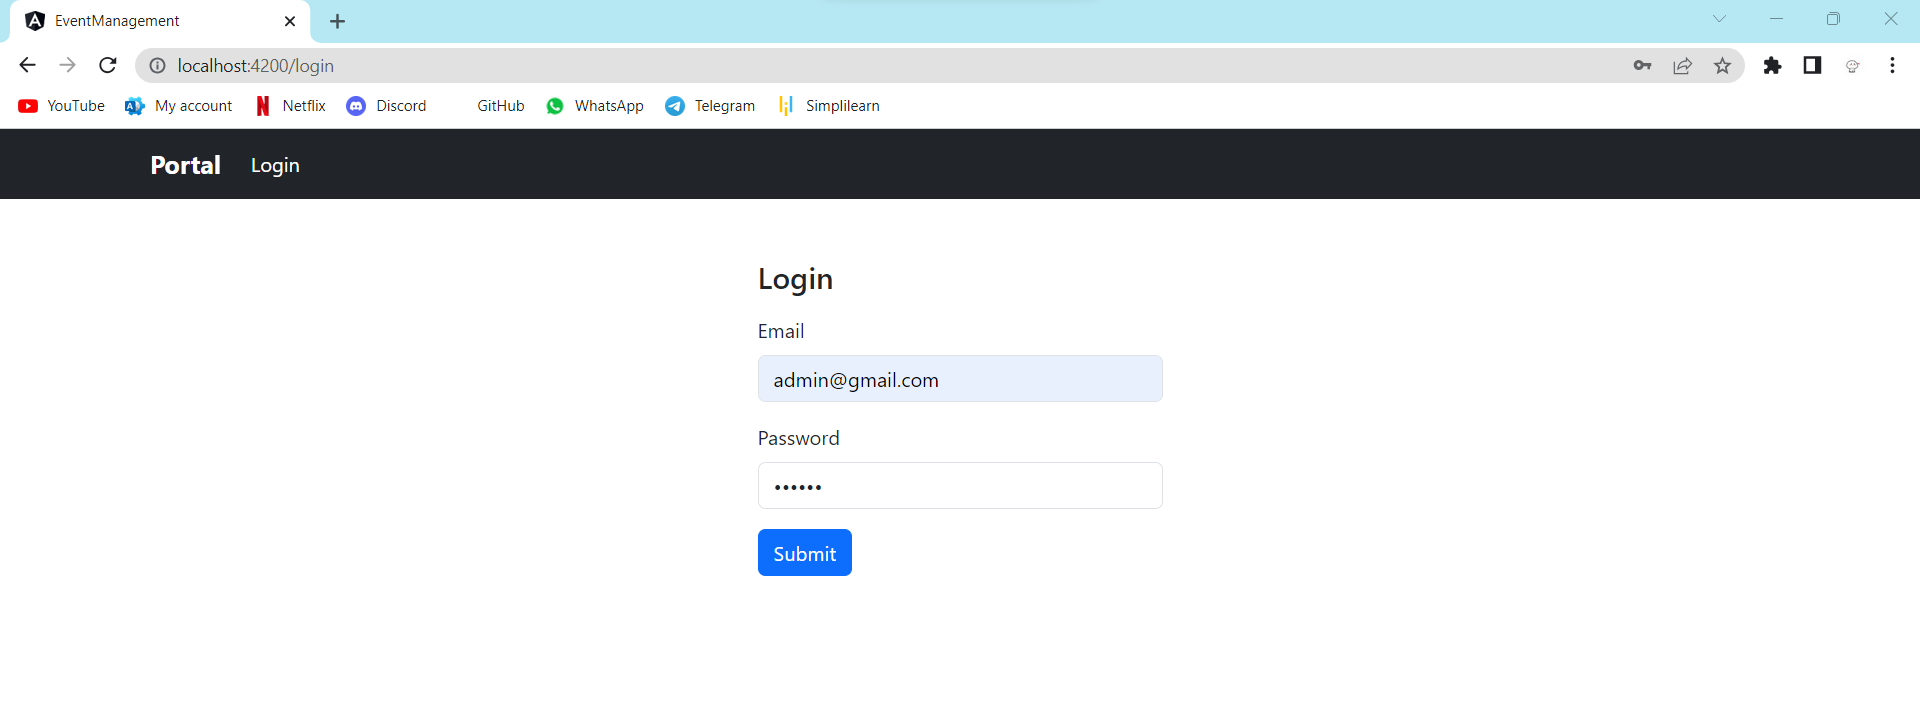 EventManagement
localhost:4200/login
YouTube My account Netflix Discord GitHub WhatsApp Telegram Simplilearn
Portal Login
Login
Email
admin@gmail.com
Password
••••••
Submit